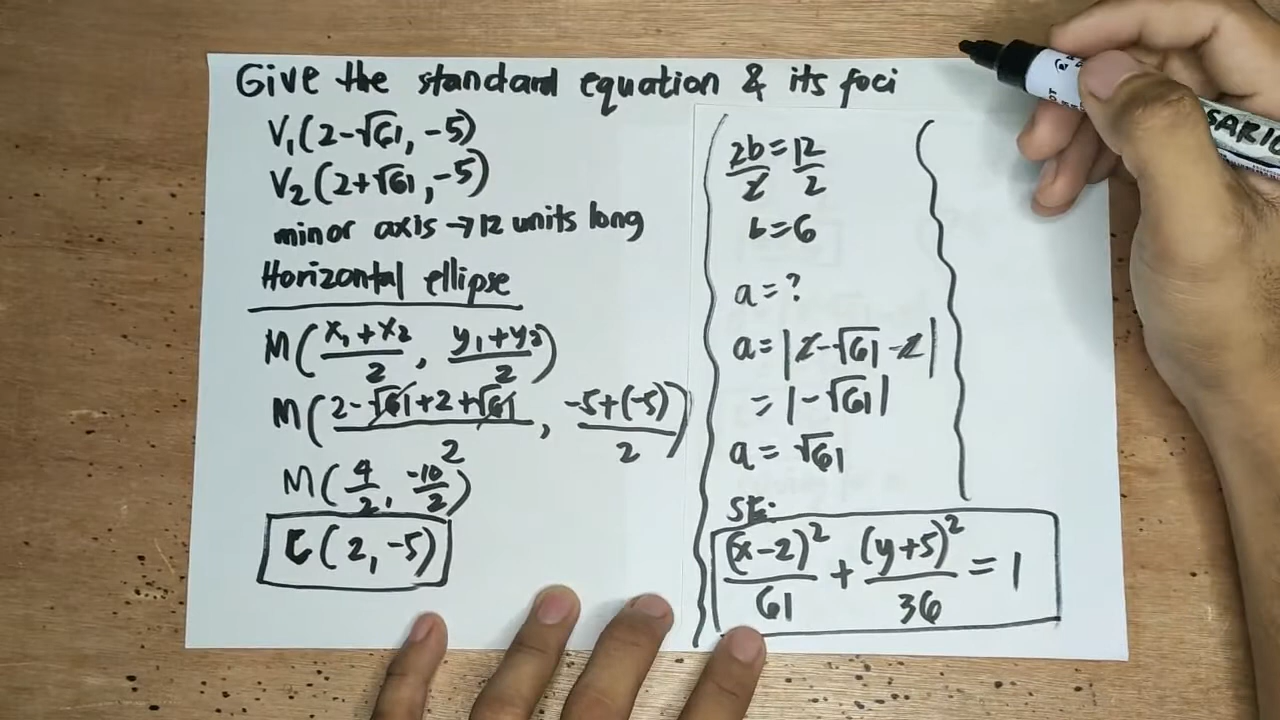 Give the standard equation & its foci
V₁(2-√61, -5)
V₂(2+√61, -5)
minor axis → 12 units long
Horizontal ellipse
M((x₁+x₂)/2, (y₁+y₂)/2)
M((2-√61+2+√61)/2, (-5+(-5))/2)
M(4/2, -10/2)
C(2, -5)
2b/2 = 12/2
b=6
a=?
a=|2-√61-2|
=|-√61|
a=√61
SE:
(x-2)²/61 + (y+5)²/36 = 1
SARIO